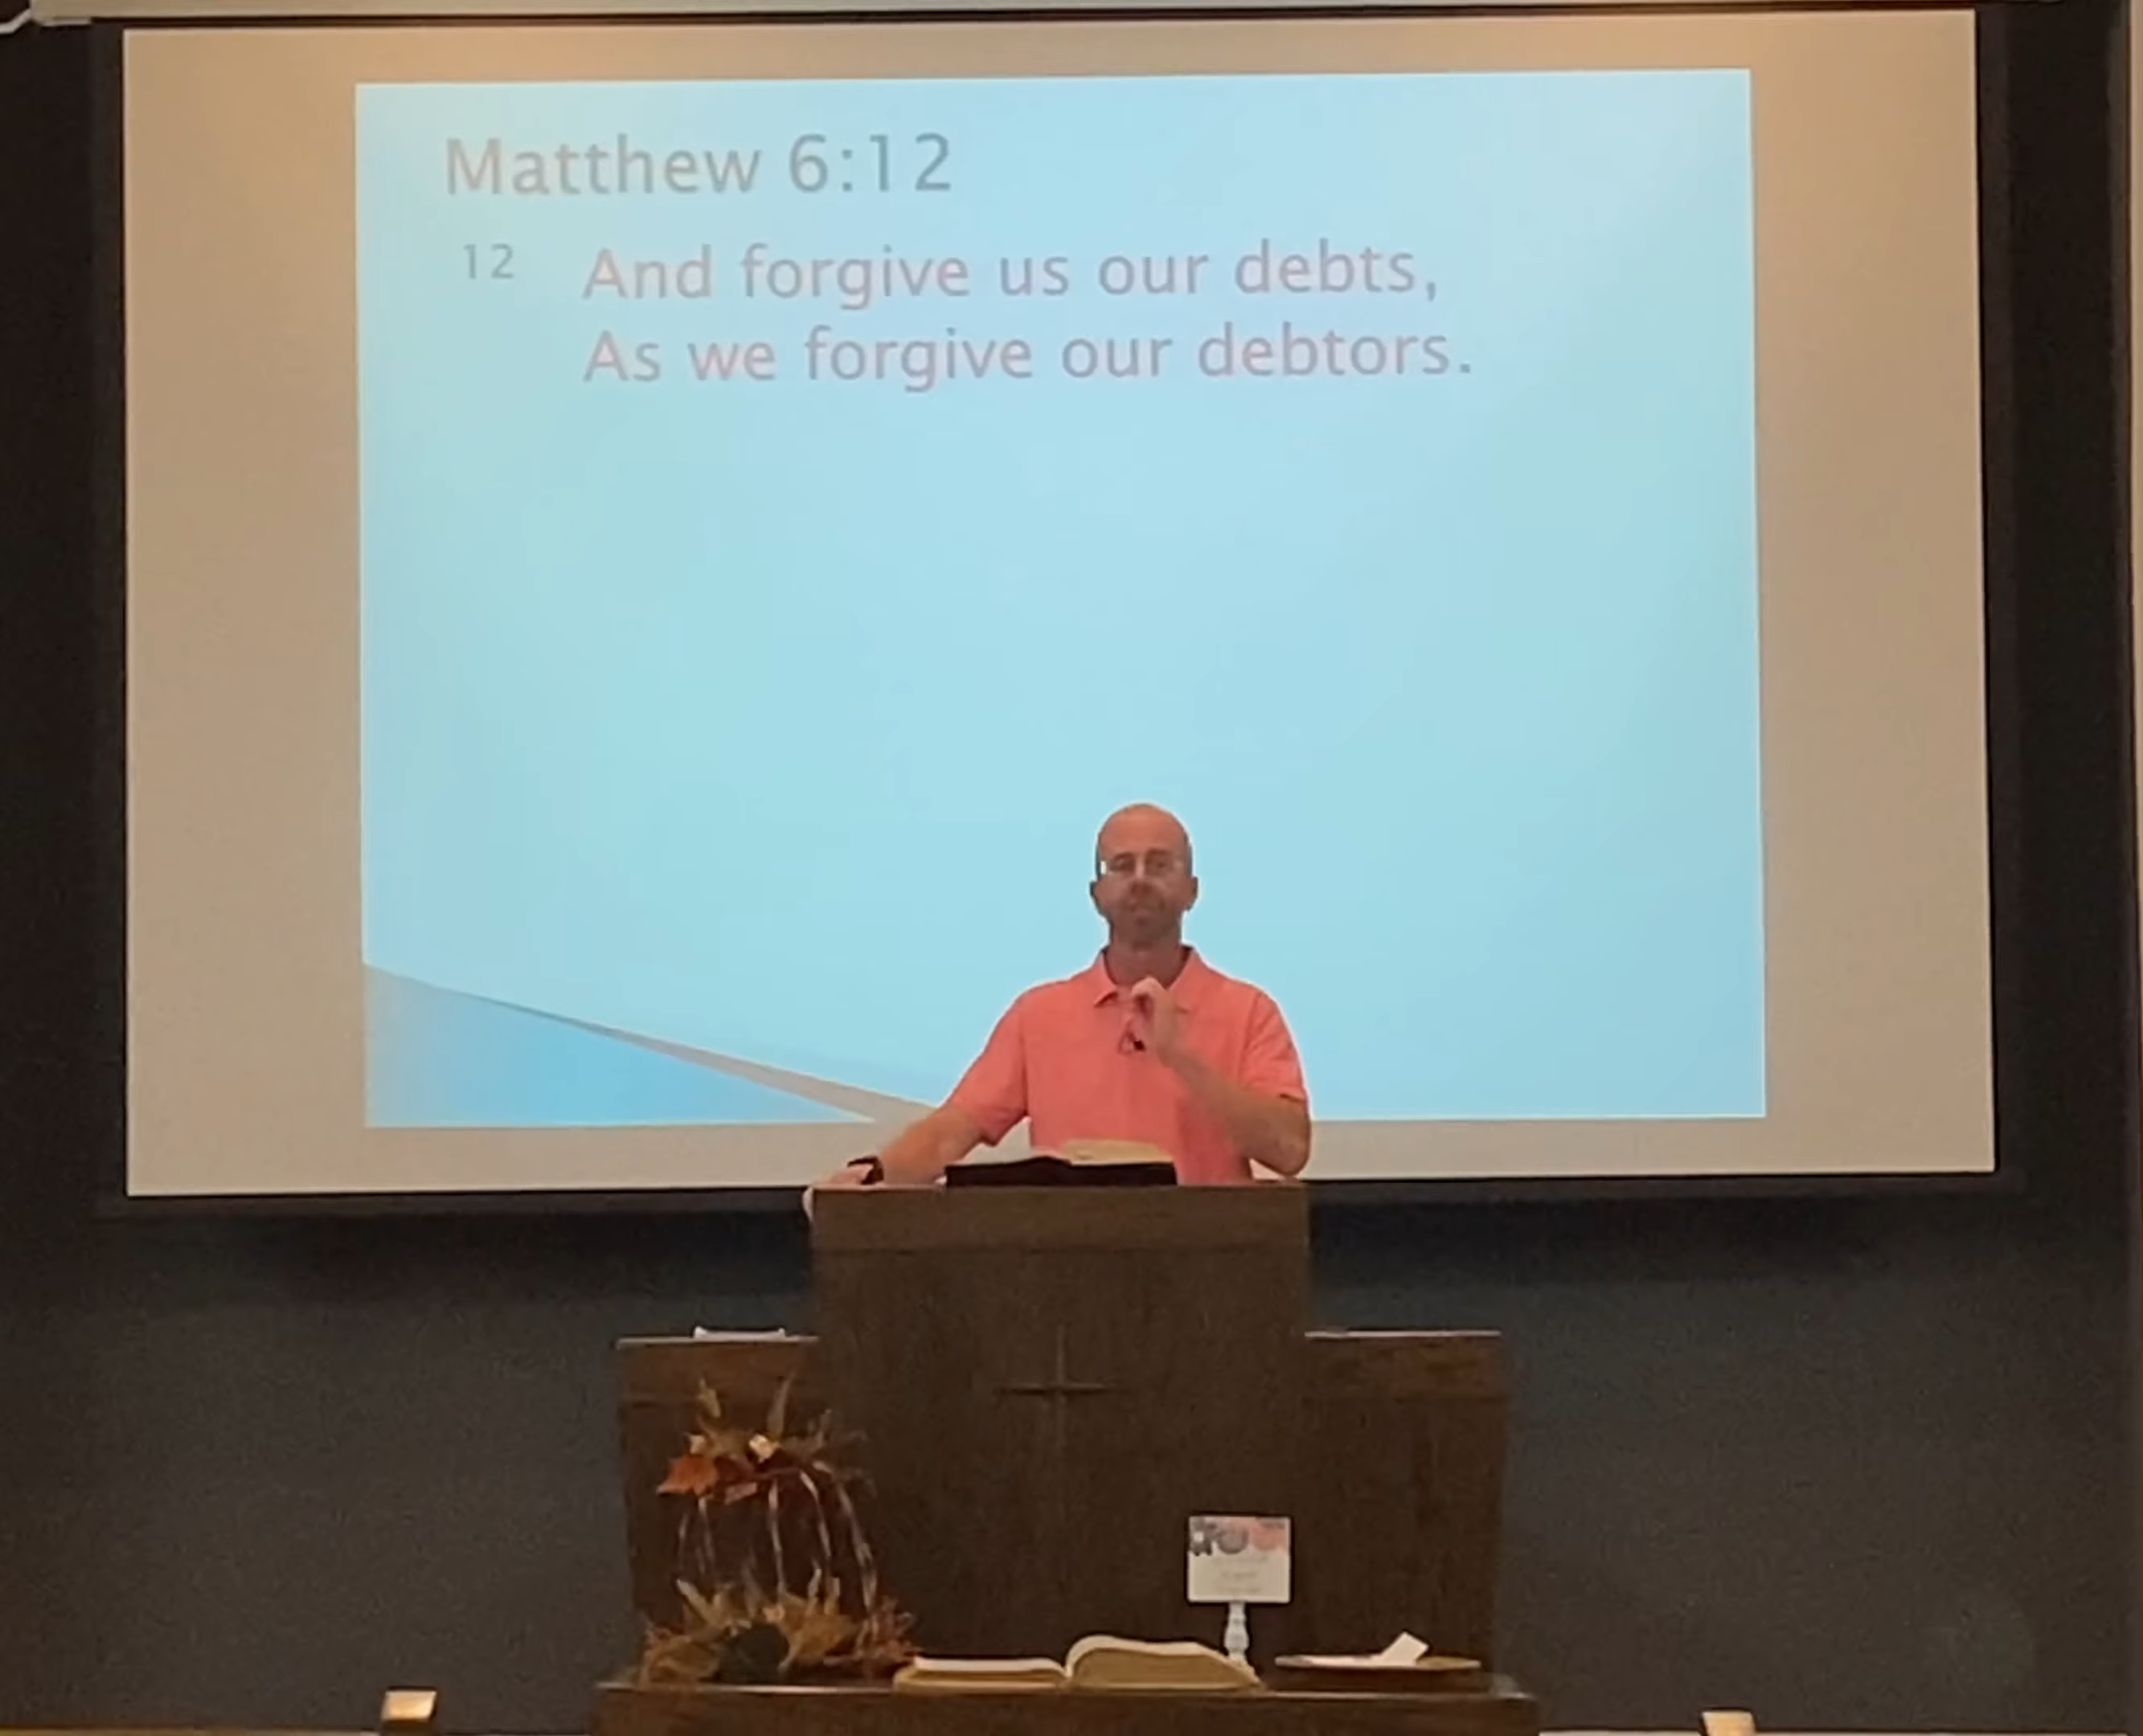 Matthew 6:12
12 And forgive us our debts,
As we forgive our debtors.